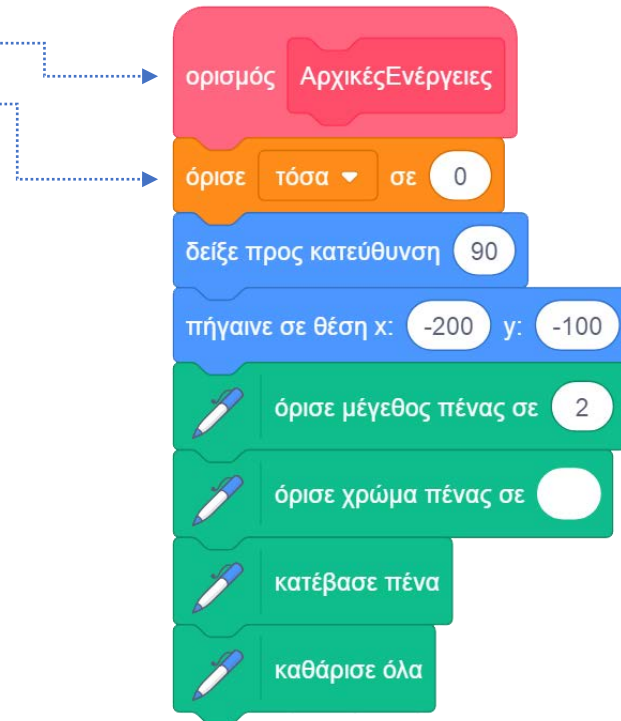 ορισμός ΑρχικέςΕνέργειες
όρισε τόσα σε 0
δείξε προς κατεύθυνση 90
πήγαινε σε θέση x: -200 y: -100
όρισε μέγεθος πένας σε 2
όρισε χρώμα πένας σε
κατέβασε πένα
καθάρισε όλα